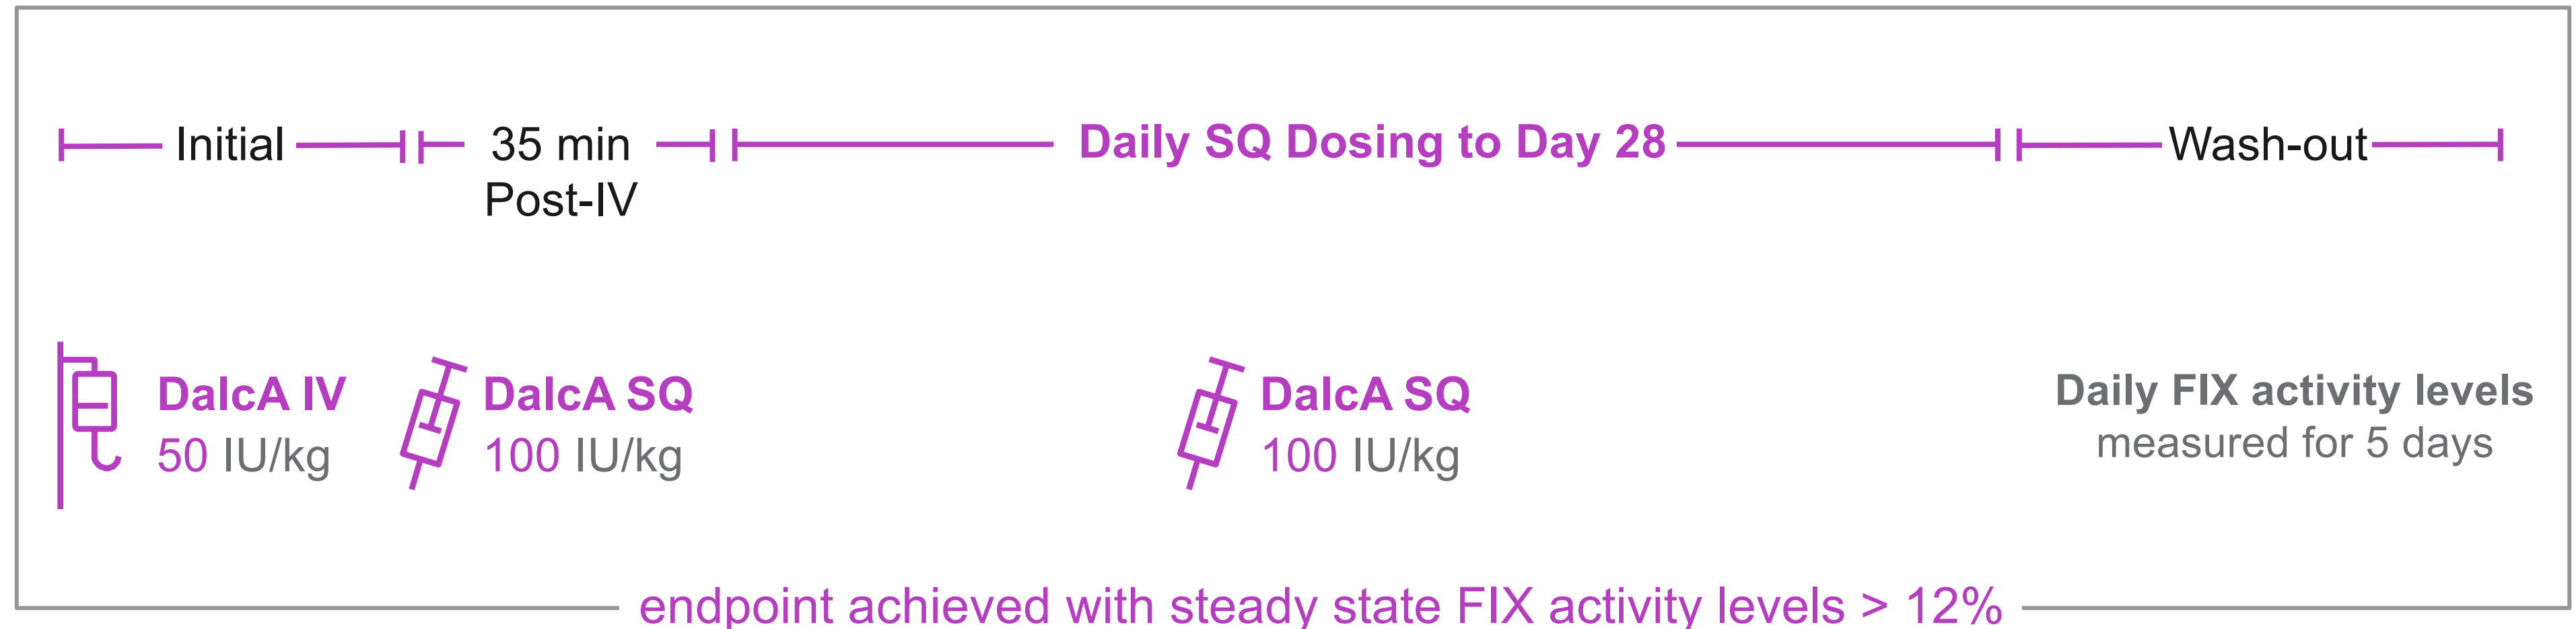 Initial
35 min
Post-IV
Daily SQ Dosing to Day 28
Wash-out
DalcA IV
50 IU/kg
DalcA SQ
100 IU/kg
DalcA SQ
100 IU/kg
Daily FIX activity levels
measured for 5 days
endpoint achieved with steady state FIX activity levels > 12%